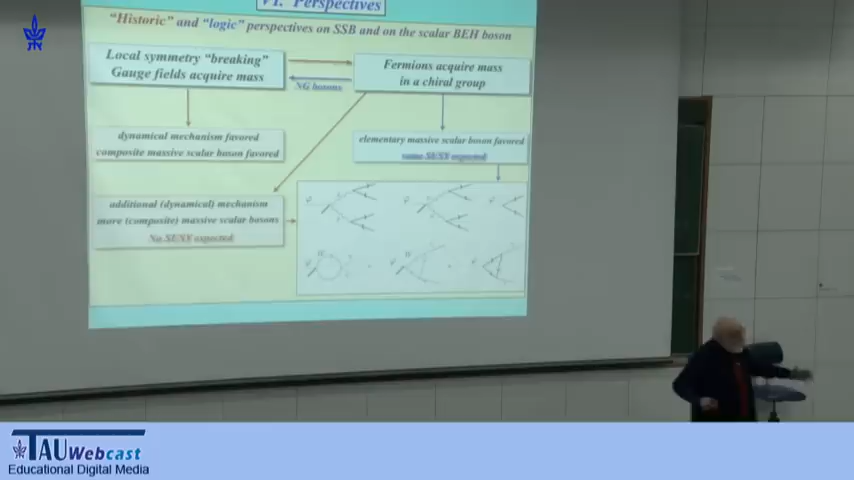 VI. Perspectives
"Historic" and "logic" perspectives on SSB and on the scalar BEH boson
Local symmetry "breaking"
Gauge fields acquire mass
Fermions acquire mass
in a chiral group
NG bosons
dynamical mechanism favored
composite massive scalar boson favored
elementary massive scalar boson favored
some SUSY expected
additional (dynamical) mechanism
more (composite) massive scalar bosons
No SUSY expected
TAU Webcast
Educational Digital Media